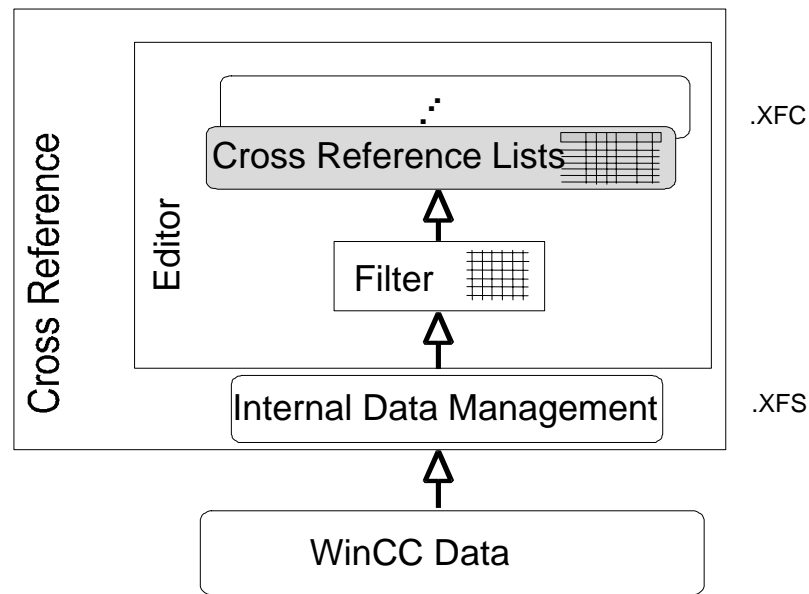 .XFC
Cross Reference Lists
Cross Reference
Editor
Filter
Internal Data Management
.XFS
WinCC Data